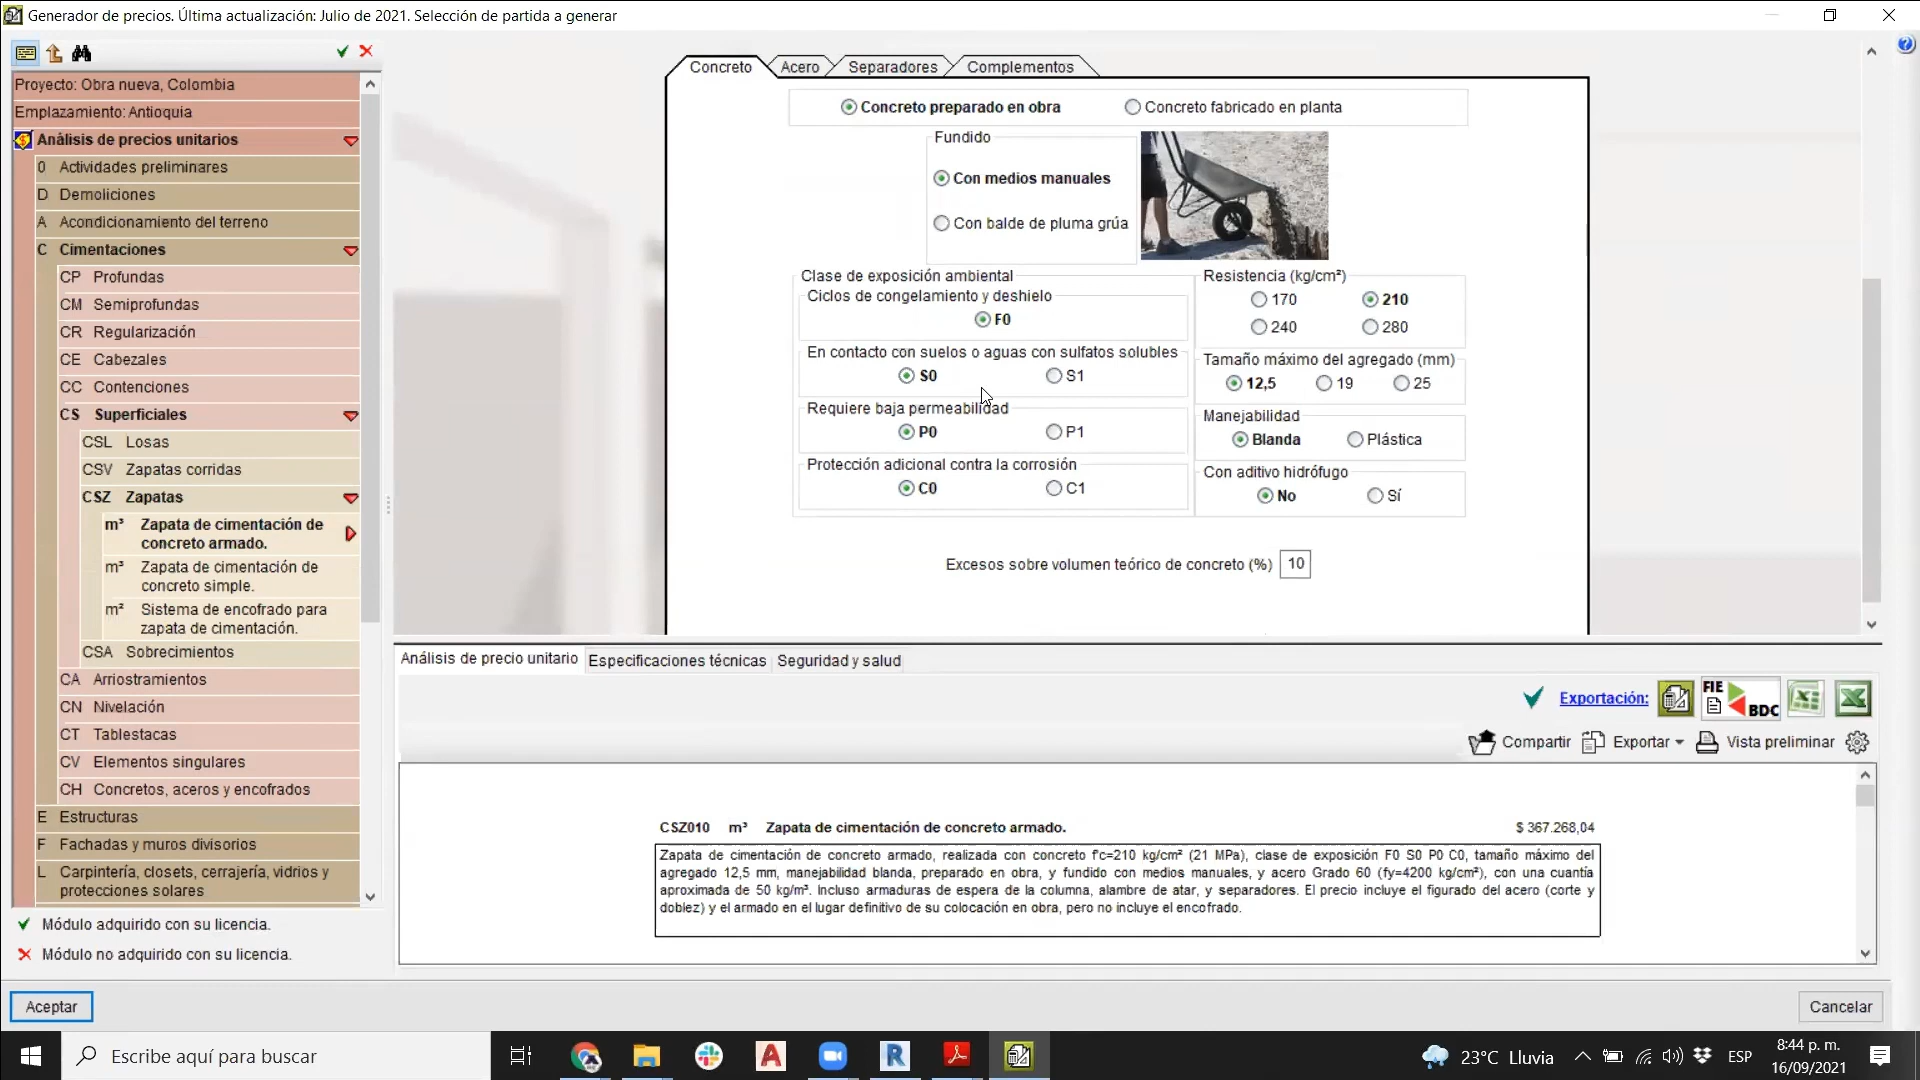 Generador de precios. Última actualización: Julio de 2021. Selección de partida a generar
Proyecto: Obra nueva, Colombia
Emplazamiento: Antioquia
Análisis de precios unitarios
0 Actividades preliminares
D Demoliciones
A Acondicionamiento del terreno
C Cimentaciones
CP Profundas
CM Semiprofundas
CR Regularización
CE Cabezales
CC Contenciones
CS Superficiales
CSL Losas
CSV Zapatas corridas
CSZ Zapatas
m³ Zapata de cimentación de
concreto armado.
m³ Zapata de cimentación de
concreto simple.
m² Sistema de encofrado para
zapata de cimentación.
CSA Sobrecimientos
CA Arriostramientos
CN Nivelación
CT Tablestacas
CV Elementos singulares
CH Concretos, aceros y encofrados
E Estructuras
F Fachadas y muros divisorios
L Carpintería, closets, cerrajería, vidrios y
protecciones solares
Módulo adquirido con su licencia.
Módulo no adquirido con su licencia.
Concreto Acero Separadores Complementos
Concreto preparado en obra Concreto fabricado en planta
Fundido
Con medios manuales
Con balde de pluma grúa
Clase de exposición ambiental
Ciclos de congelamiento y deshielo
F0
En contacto con suelos o aguas con sulfatos solubles
S0 S1
Requiere baja permeabilidad
P0 P1
Protección adicional contra la corrosión
C0 C1
Resistencia (kg/cm²)
170 210
240 280
Tamaño máximo del agregado (mm)
12,5 19 25
Manejabilidad
Blanda Plástica
Con aditivo hidrófugo
No Sí
Excesos sobre volumen teórico de concreto (%) 10
Análisis de precio unitario Especificaciones técnicas Seguridad y salud
Exportación: FIE BDC
Compartir Exportar Vista preliminar
CSZ010 m³ Zapata de cimentación de concreto armado. $ 367.268,04
Zapata de cimentación de concreto armado, realizada con concreto f'c=210 kg/cm² (21 MPa), clase de exposición F0 S0 P0 C0, tamaño máximo del
agregado 12,5 mm, manejabilidad blanda, preparado en obra, y fundido con medios manuales, y acero Grado 60 (fy=4200 kg/cm²), con una cuantía
aproximada de 50 kg/m³. Incluso armaduras de espera de la columna, alambre de atar, y separadores. El precio incluye el figurado del acero (corte y
doblez) y el armado en el lugar definitivo de su colocación en obra, pero no incluye el encofrado.
Aceptar Cancelar
Escribe aquí para buscar
23°C Lluvia
ESP
8:44 p. m.
16/09/2021